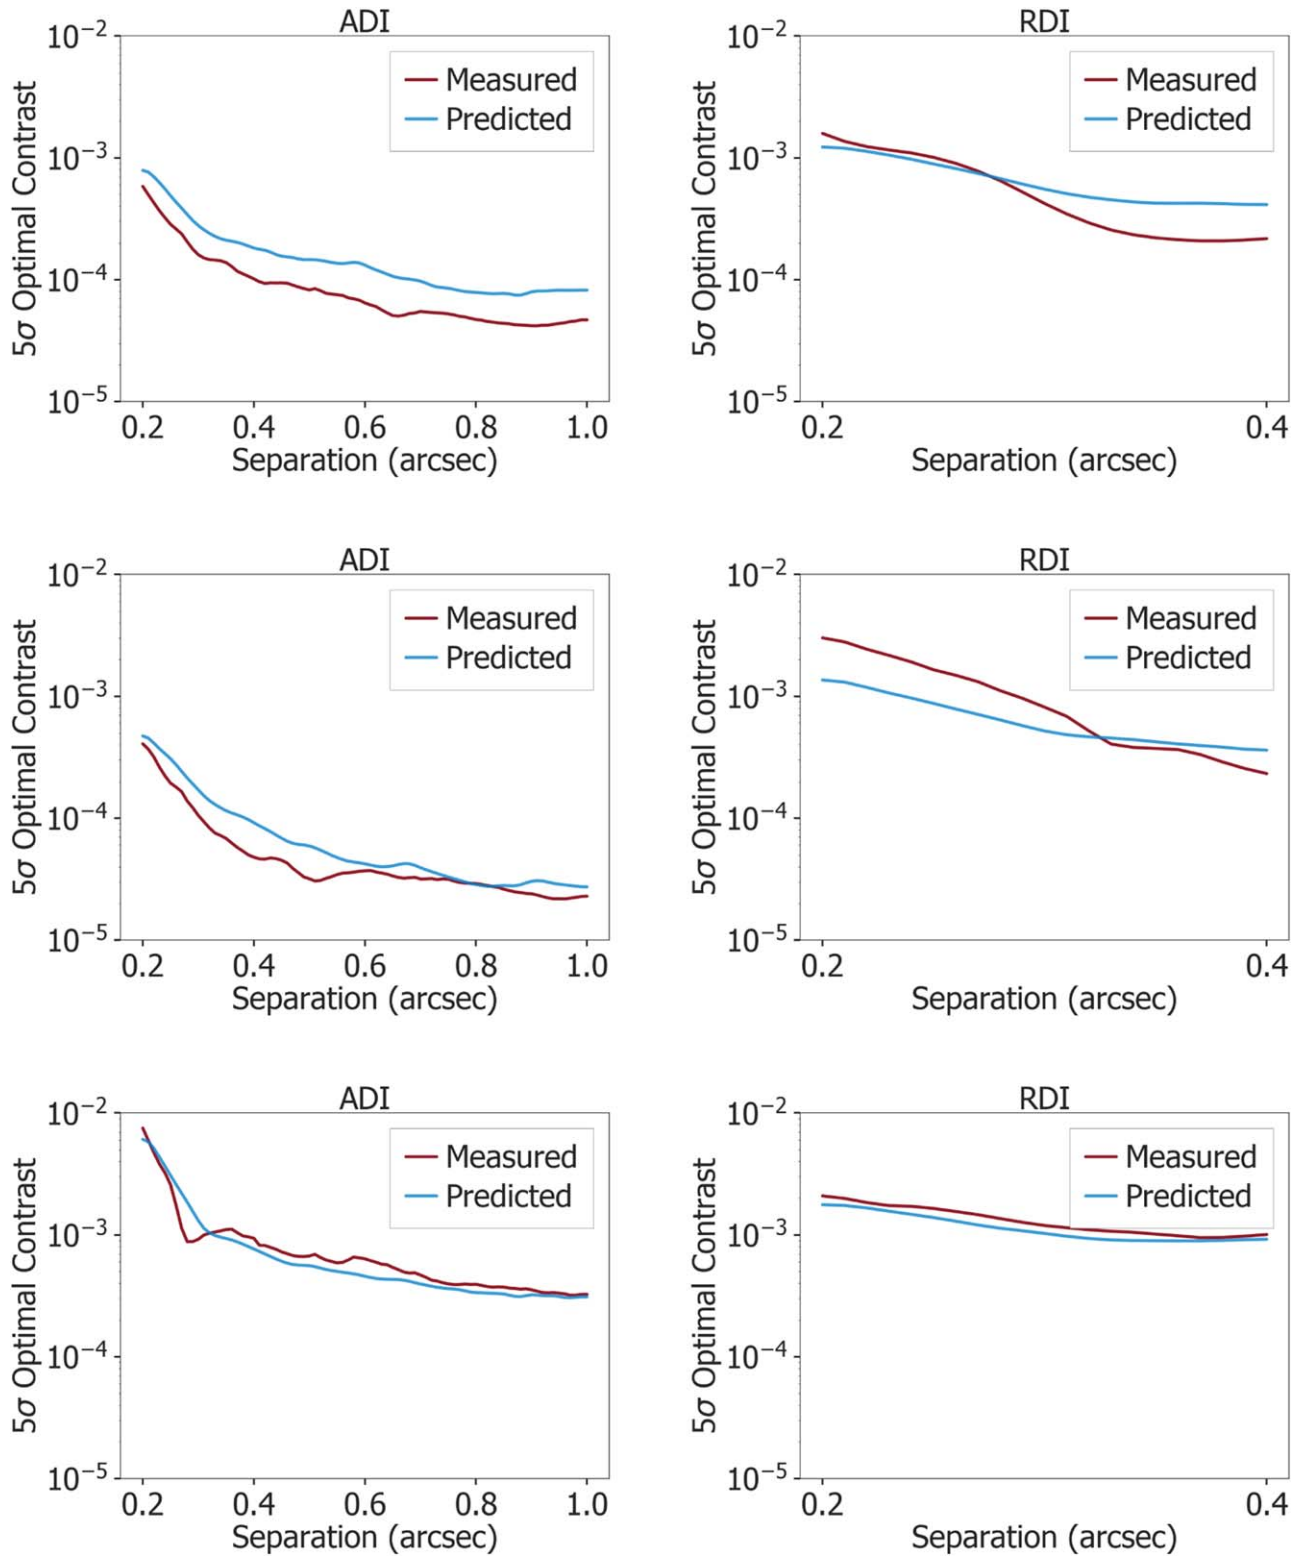 ADI
10⁻²
10⁻³
10⁻⁴
10⁻⁵
5σ Optimal Contrast
Measured
Predicted
0.2 0.4 0.6 0.8 1.0
Separation (arcsec)
RDI
10⁻²
10⁻³
10⁻⁴
10⁻⁵
5σ Optimal Contrast
Measured
Predicted
0.2 0.4
Separation (arcsec)
ADI
10⁻²
10⁻³
10⁻⁴
10⁻⁵
5σ Optimal Contrast
Measured
Predicted
0.2 0.4 0.6 0.8 1.0
Separation (arcsec)
RDI
10⁻²
10⁻³
10⁻⁴
10⁻⁵
5σ Optimal Contrast
Measured
Predicted
0.2 0.4
Separation (arcsec)
ADI
10⁻²
10⁻³
10⁻⁴
10⁻⁵
5σ Optimal Contrast
Measured
Predicted
0.2 0.4 0.6 0.8 1.0
Separation (arcsec)
RDI
10⁻²
10⁻³
10⁻⁴
10⁻⁵
5σ Optimal Contrast
Measured
Predicted
0.2 0.4
Separation (arcsec)